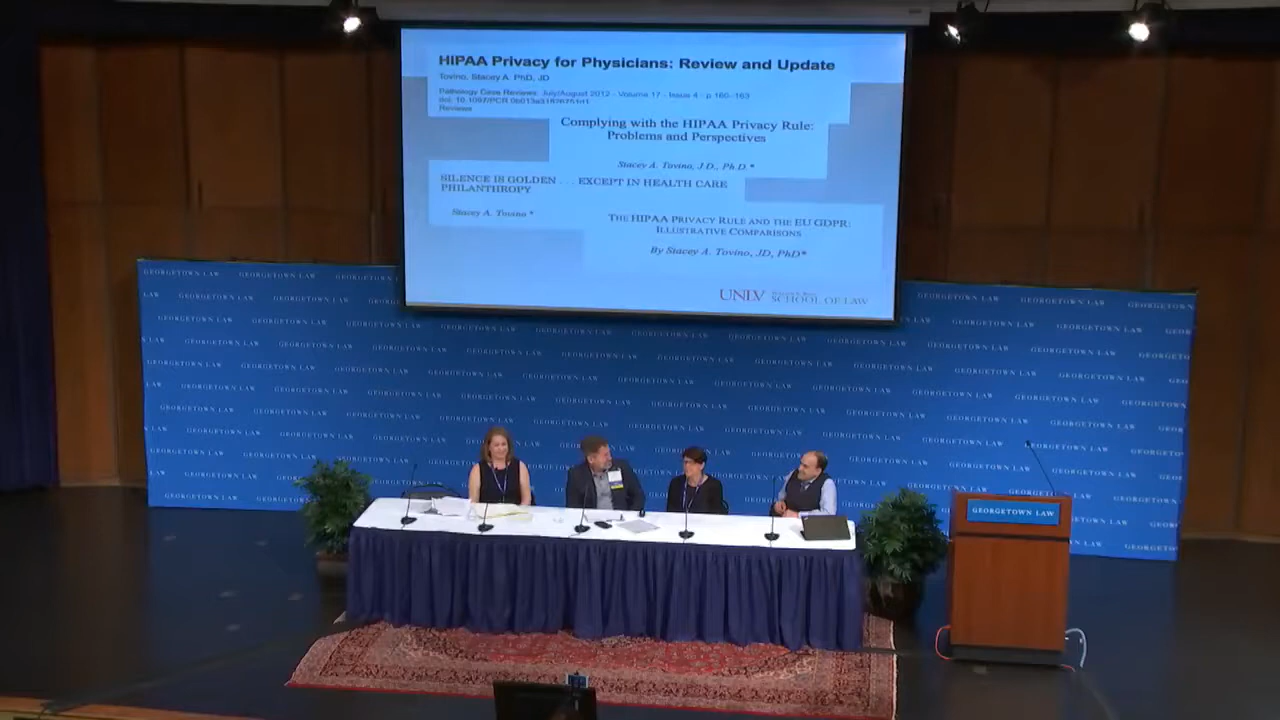 HIPAA Privacy for Physicians: Review and Update
Tovino, Stacey A. PhD, JD
Pathology Case Reviews: July/August 2012 - Volume 17 - Issue 4 - p 160–163
Reviews
Complying with the HIPAA Privacy Rule:
Problems and Perspectives
Stacey A. Tovino, J.D., Ph.D.*
SILENCE IS GOLDEN . . . EXCEPT IN HEALTH CARE
PHILANTHROPY
Stacey A. Tovino *
THE HIPAA PRIVACY RULE AND THE EU GDPR:
ILLUSTRATIVE COMPARISONS
By Stacey A. Tovino, JD, PhD*
UNLV
SCHOOL OF LAW
GEORGETOWN LAW
GEORGETOWN LAW